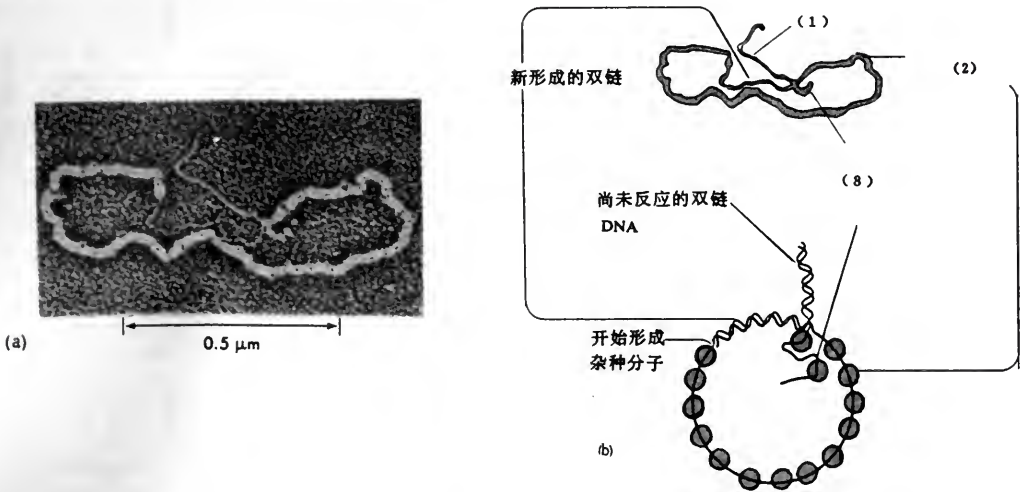 (a)
0.5 μm
(1)
新形成的双链
(2)
(8)
尚未反应的双链
DNA
开始形成
杂种分子
(b)